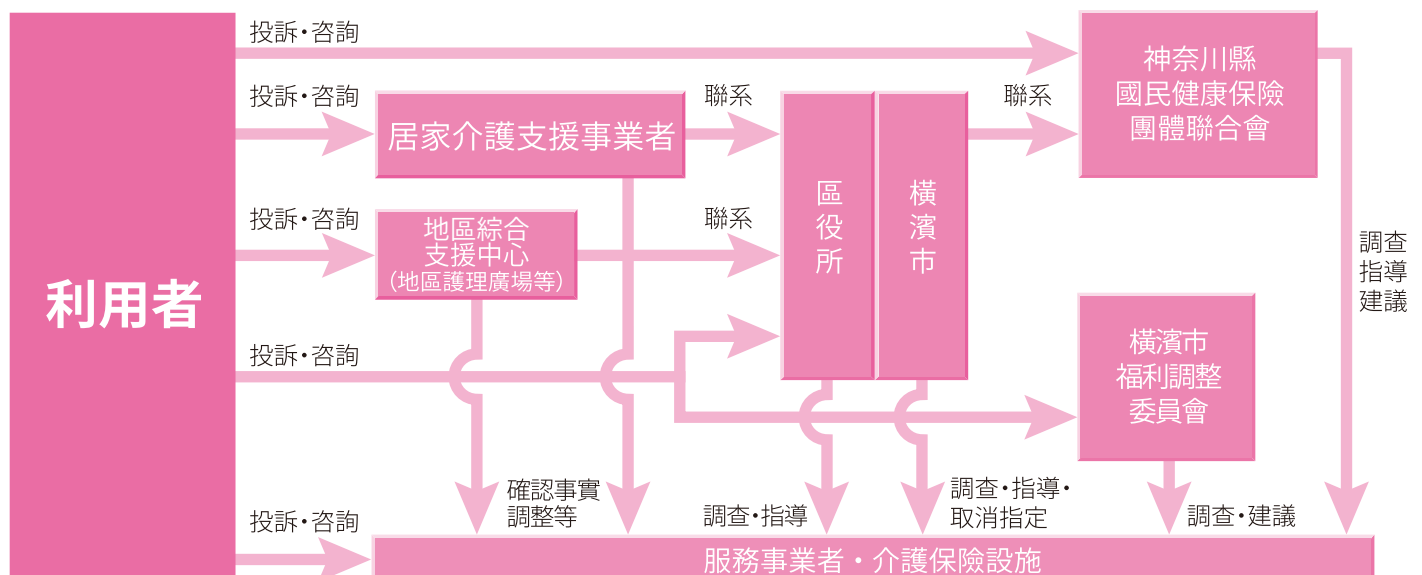 投訴・咨詢
神奈川縣
國民健康保險
團體聯合會
投訴・咨詢
居家介護支援事業者
聯系
聯系
區役所
橫濱市
投訴・咨詢
地區綜合
支援中心
（地區護理廣場等）
聯系
調查
指導
建議
利用者
投訴・咨詢
橫濱市
福利調整
委員會
確認事實
調整等
調查・指導
調查・指導・
取消指定
調查・建議
投訴・咨詢
服務事業者・介護保險設施